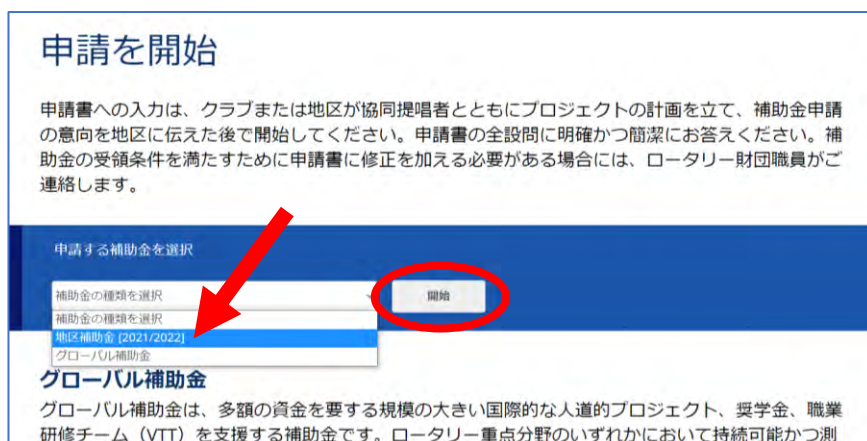 申請を開始
申請書への入力は、クラブまたは地区が協同提唱者とともにプロジェクトの計画を立て、補助金申請
の意向を地区に伝えた後で開始してください。申請書の全設問に明確かつ簡潔にお答えください。補
助金の受領条件を満たすために申請書に修正を加える必要がある場合には、ロータリー財団職員がご
連絡します。
申請する補助金を選択
補助金の種類を選択
開始
補助金の種類を選択
地区補助金 [2021/2022]
グローバル補助金
グローバル補助金
グローバル補助金は、多額の資金を要する規模の大きい国際的な人道的プロジェクト、奨学金、職業
研修チーム（VTT）を支援する補助金です。ロータリー重点分野のいずれかにおいて持続可能かつ測